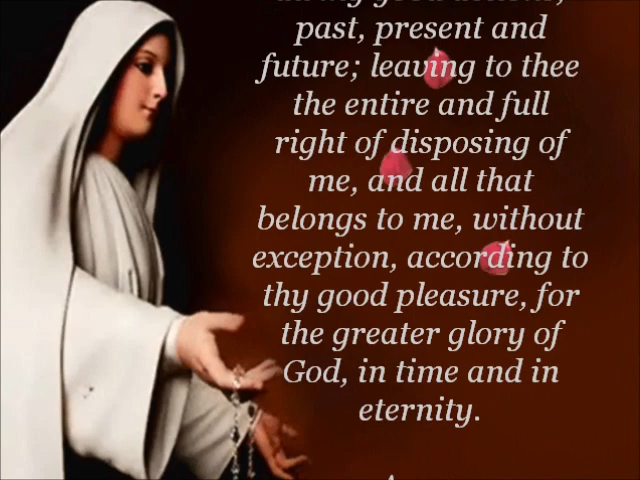 past, present and
future; leaving to thee
the entire and full
right of disposing of
me, and all that
belongs to me, without
exception, according to
thy good pleasure, for
the greater glory of
God, in time and in
eternity.